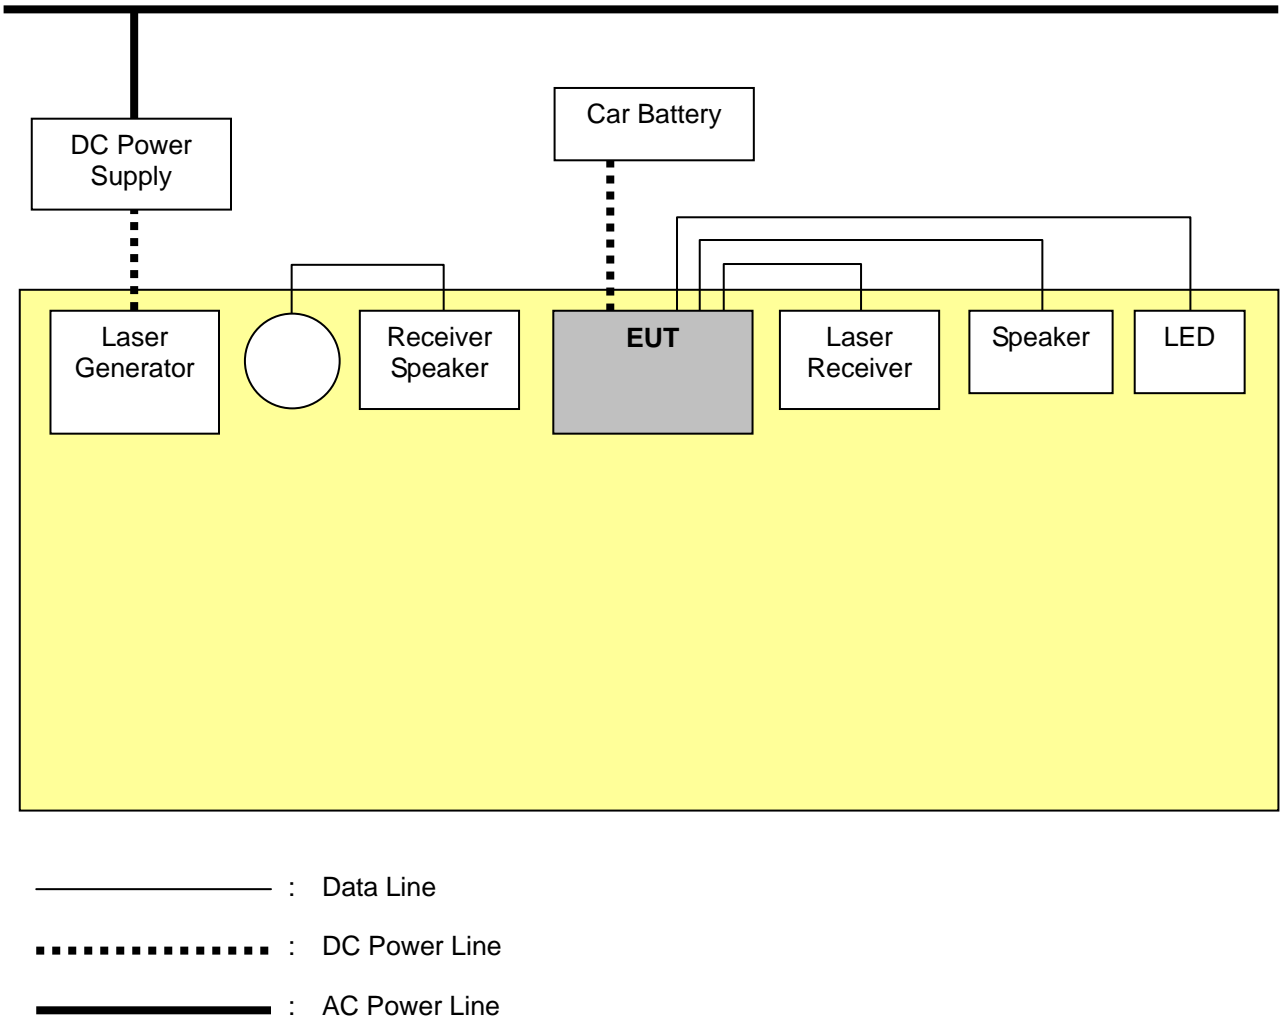 Car Battery
DC Power
Supply
Laser
Generator
Receiver
Speaker
EUT
Laser
Receiver
Speaker
LED
: Data Line
: DC Power Line
: AC Power Line